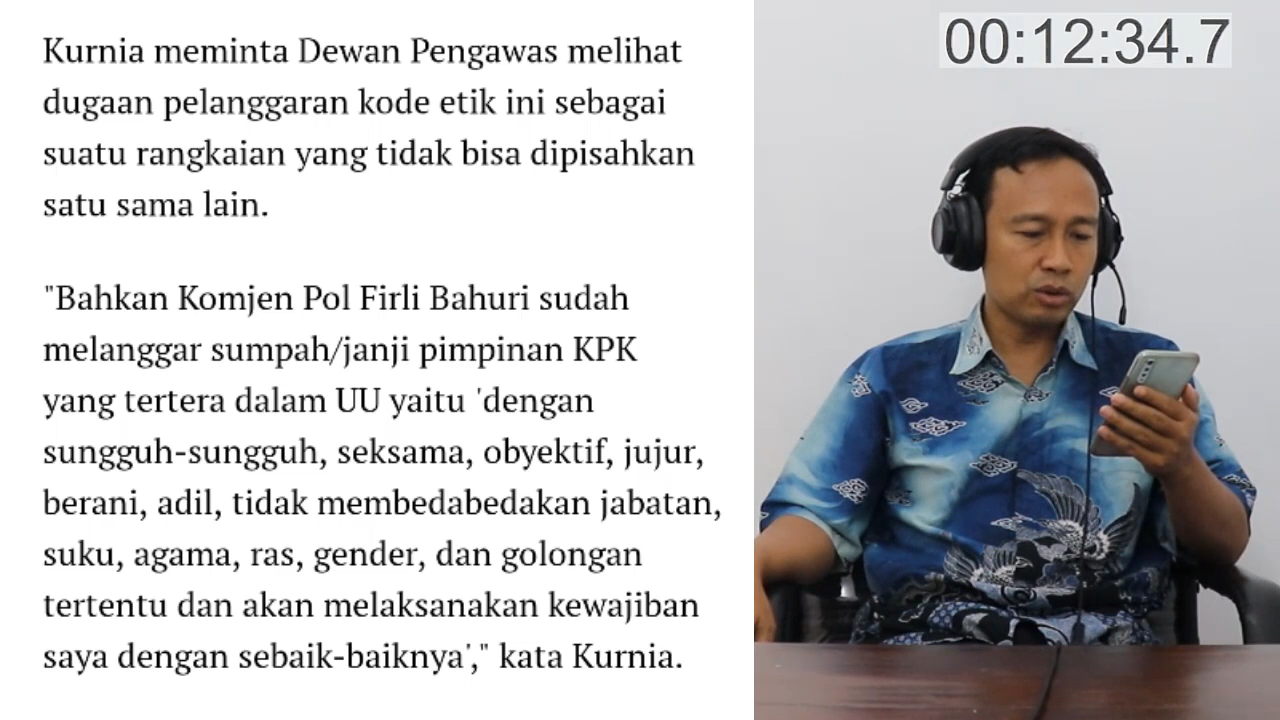 Kurnia meminta Dewan Pengawas melihat
dugaan pelanggaran kode etik ini sebagai
suatu rangkaian yang tidak bisa dipisahkan
satu sama lain.
"Bahkan Komjen Pol Firli Bahuri sudah
melanggar sumpah/janji pimpinan KPK
yang tertera dalam UU yaitu 'dengan
sungguh-sungguh, seksama, obyektif, jujur,
berani, adil, tidak membedabedakan jabatan,
suku, agama, ras, gender, dan golongan
tertentu dan akan melaksanakan kewajiban
saya dengan sebaik-baiknya'," kata Kurnia.
00:12:34.7